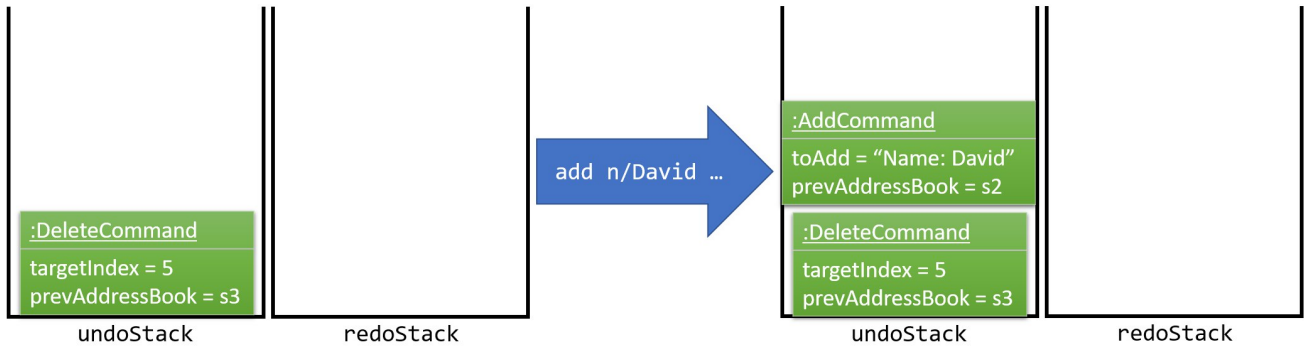 :DeleteCommand
targetIndex = 5
prevAddressBook = s3
undoStack
redoStack
add n/David …
:AddCommand
toAdd = “Name: David”
prevAddressBook = s2
:DeleteCommand
targetIndex = 5
prevAddressBook = s3
undoStack
redoStack